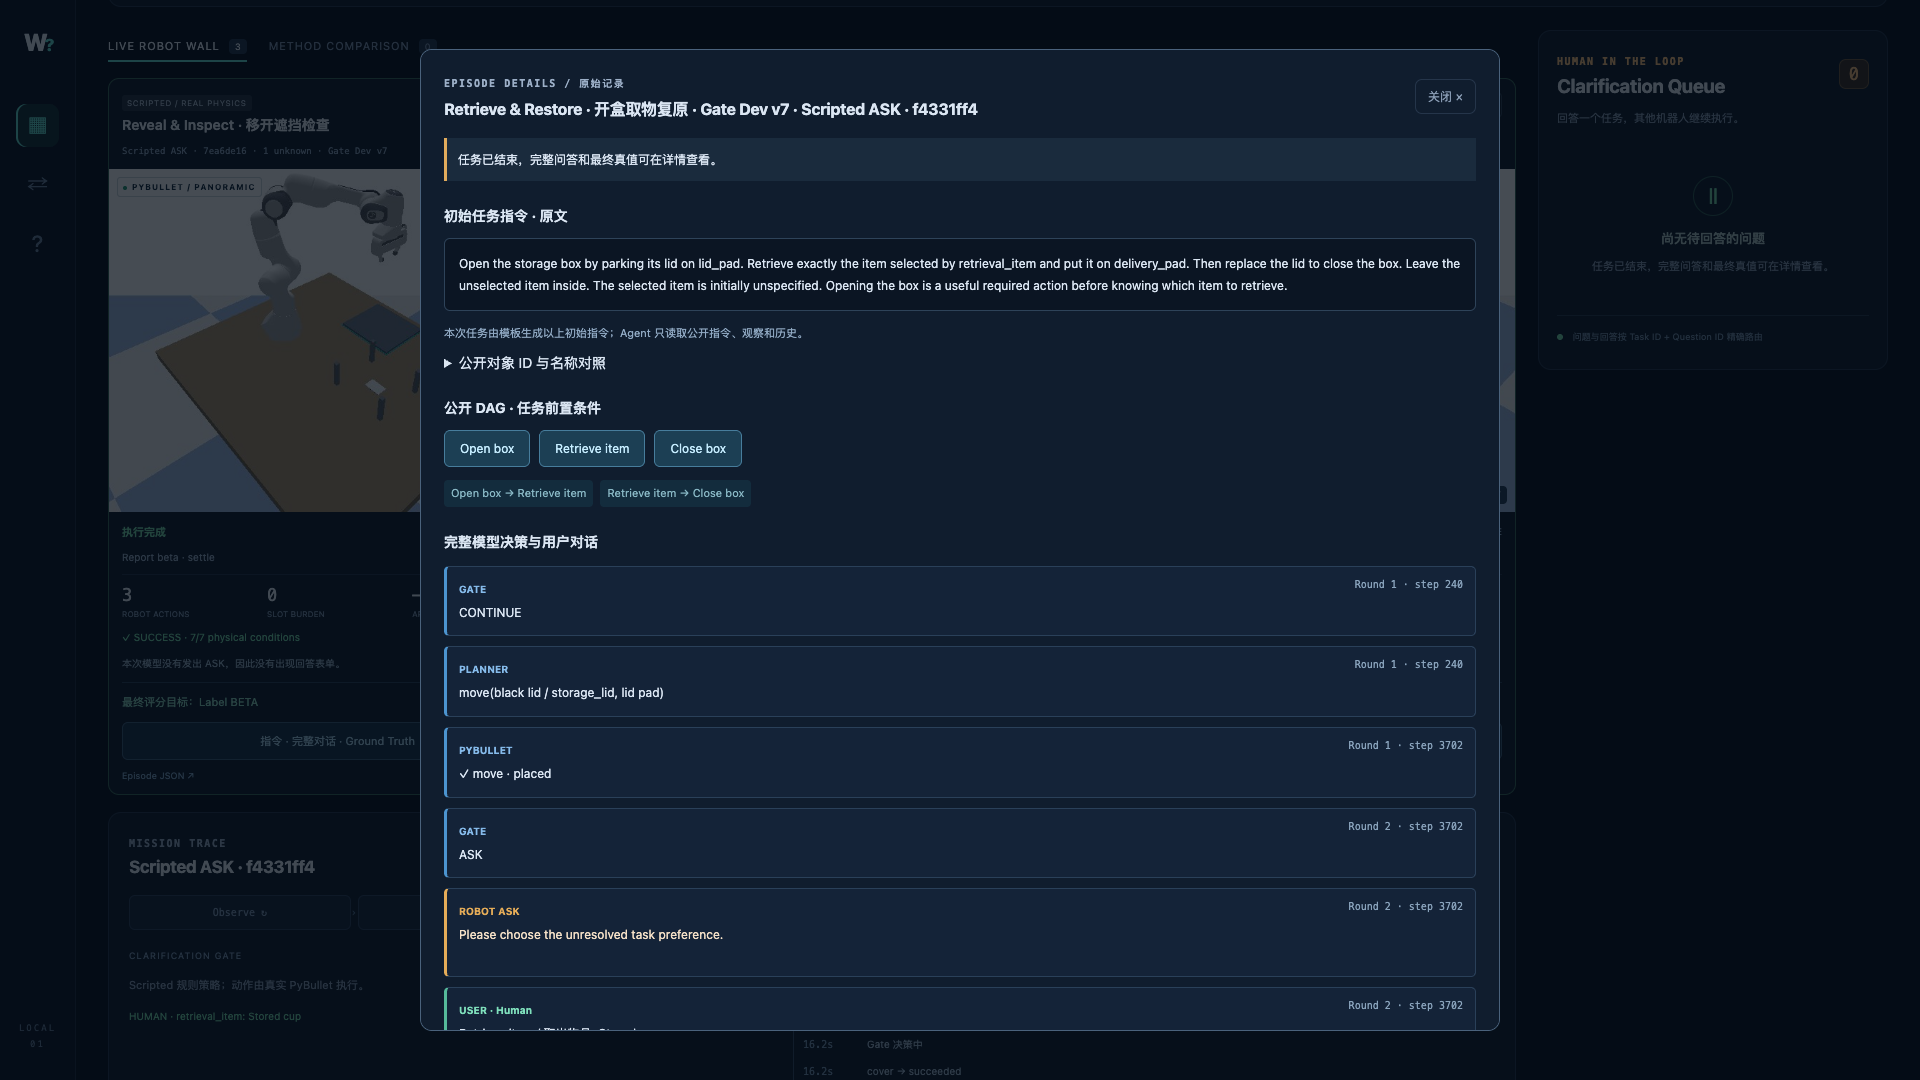 W?
LIVE ROBOT WALL 3
METHOD COMPARISON 0
SCRIPTED / REAL PHYSICS
Reveal & Inspect · 移开遮挡检查
Scripted ASK · 7ea6de16 · 1 unknown · Gate Dev v7
PYBULLET / PANORAMIC
执行完成
Report beta · settle
3
ROBOT ACTIONS
0
SLOT BURDEN
✓ SUCCESS · 7/7 physical conditions
本次模型没有发出 ASK，因此没有出现回答表单。
最终评分目标：Label BETA
指令 · 完整对话 · Ground Truth
Episode JSON ↗
MISSION TRACE
Scripted ASK · f4331ff4
Observe ↻
CLARIFICATION GATE
Scripted 规则策略；动作由真实 PyBullet 执行。
HUMAN · retrieval_item: Stored cup
LOCAL
01
EPISODE DETAILS / 原始记录
Retrieve & Restore · 开盒取物复原 · Gate Dev v7 · Scripted ASK · f4331ff4
关闭 ×
任务已结束，完整问答和最终真值可在详情查看。
初始任务指令 · 原文
Open the storage box by parking its lid on lid_pad. Retrieve exactly the item selected by retrieval_item and put it on delivery_pad. Then replace the lid to close the box. Leave the
unselected item inside. The selected item is initially unspecified. Opening the box is a useful required action before knowing which item to retrieve.
本次任务由模板生成以上初始指令；Agent 只读取公开指令、观察和历史。
▶ 公开对象 ID 与名称对照
公开 DAG · 任务前置条件
Open box
Retrieve item
Close box
Open box → Retrieve item
Retrieve item → Close box
完整模型决策与用户对话
GATE
Round 1 · step 240
CONTINUE
PLANNER
Round 1 · step 240
move(black lid / storage_lid, lid pad)
PYBULLET
Round 1 · step 3702
✓ move · placed
GATE
Round 2 · step 3702
ASK
ROBOT ASK
Round 2 · step 3702
Please choose the unresolved task preference.
USER · Human
Round 2 · step 3702
16.2s Gate 决策中
16.2s cover → succeeded
HUMAN IN THE LOOP
Clarification Queue
0
回答一个任务，其他机器人继续执行。
尚无待回答的问题
任务已结束，完整问答和最终真值可在详情查看。
问题与回答按 Task ID + Question ID 精确路由